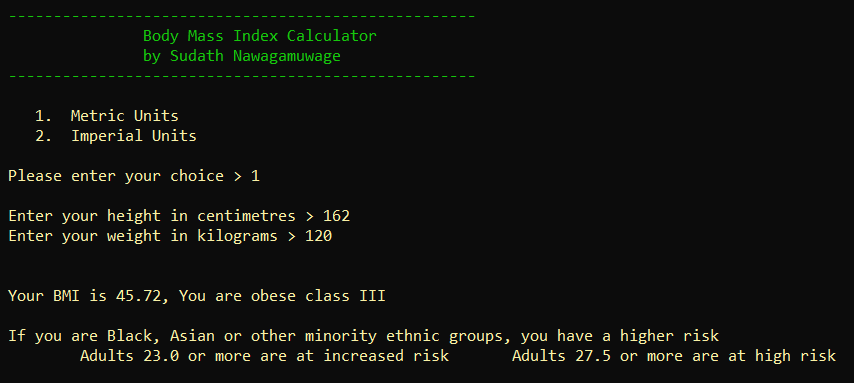 ----------------------------------------------------
Body Mass Index Calculator
by Sudath Nawagamuwage
----------------------------------------------------
1. Metric Units
2. Imperial Units
Please enter your choice > 1
Enter your height in centimetres > 162
Enter your weight in kilograms > 120
Your BMI is 45.72, You are obese class III
If you are Black, Asian or other minority ethnic groups, you have a higher risk
Adults 23.0 or more are at increased risk Adults 27.5 or more are at high risk